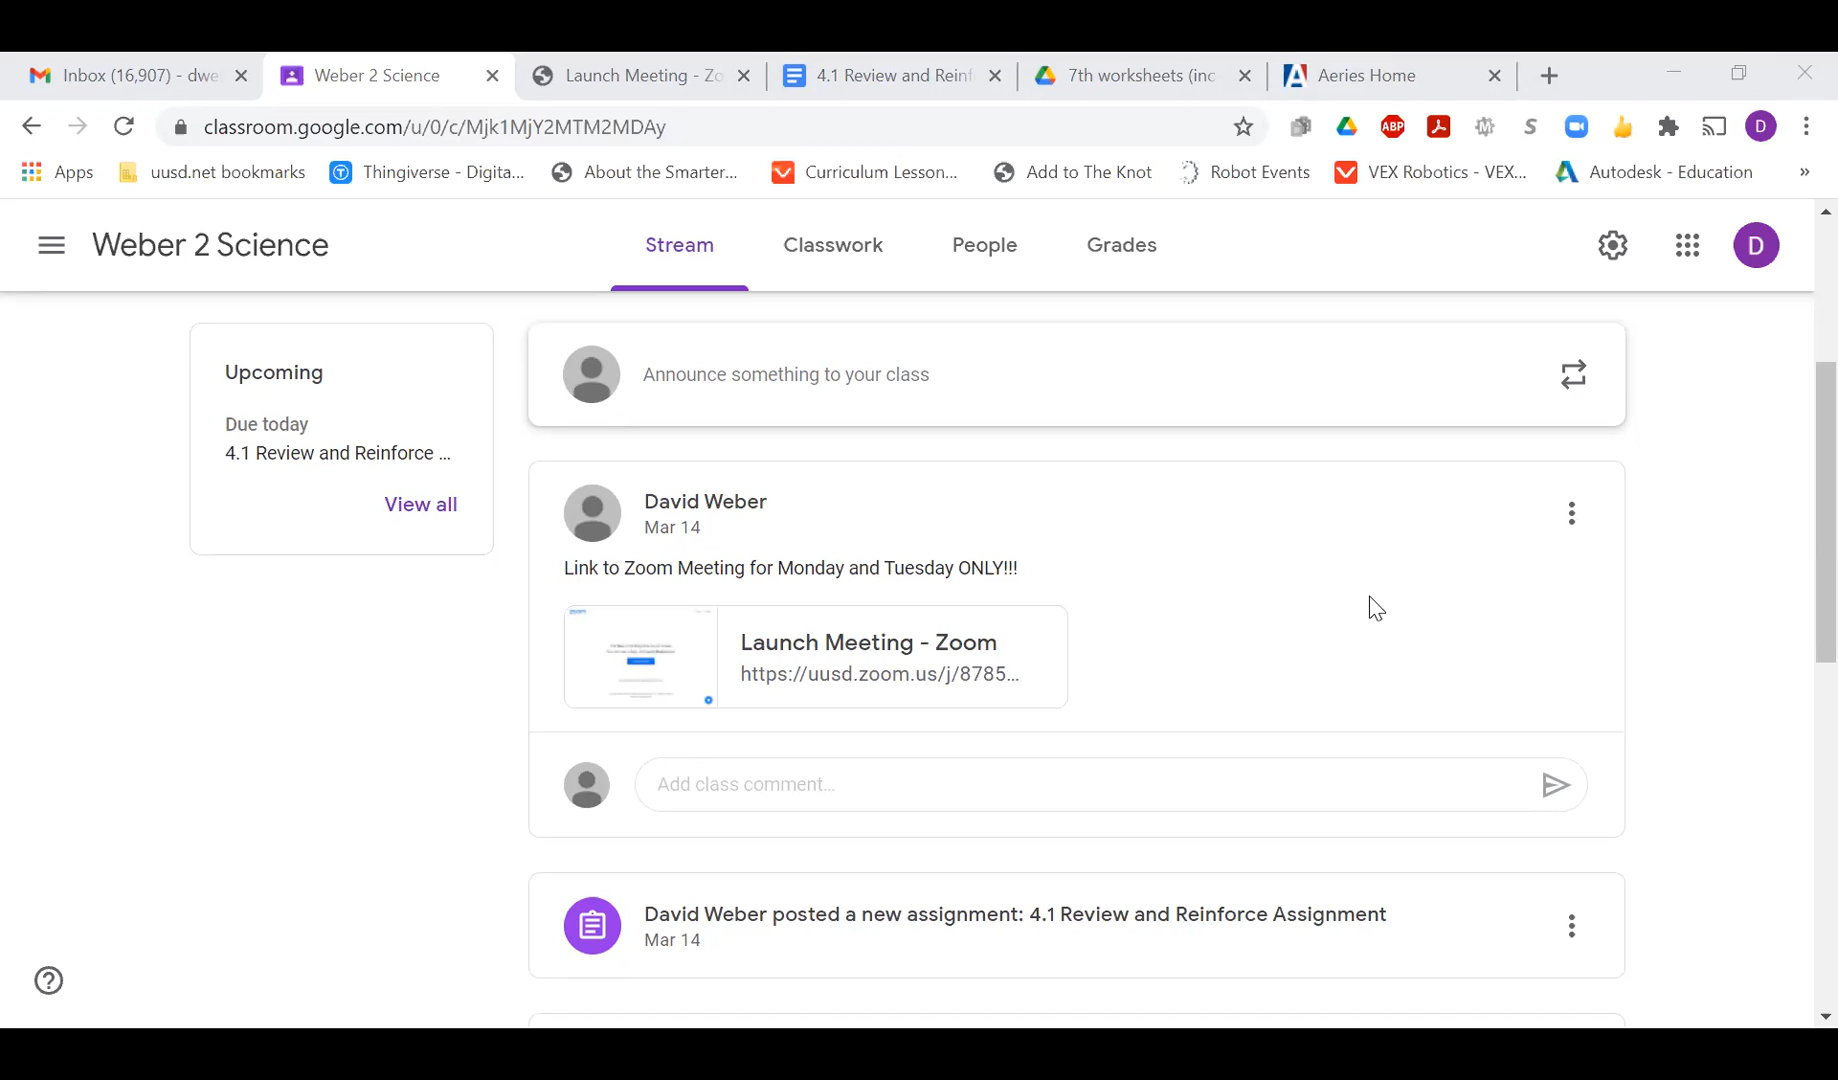 Inbox (16,907) - dwe
Weber 2 Science
Launch Meeting - Zo
4.1 Review and Reinf
7th worksheets (inc
Aeries Home
classroom.google.com/u/0/c/Mjk1MjY2MTM2MDAy
ABP
S
D
Apps
uusd.net bookmarks
Thingiverse - Digita...
About the Smarter...
Curriculum Lesson...
Add to The Knot
Robot Events
VEX Robotics - VEX...
Autodesk - Education
»
Weber 2 Science
Stream
Classwork
People
Grades
D
Upcoming
Due today
4.1 Review and Reinforce ...
View all
Announce something to your class
David Weber
Mar 14
Link to Zoom Meeting for Monday and Tuesday ONLY!!!
Launch Meeting - Zoom
https://uusd.zoom.us/j/8785...
Add class comment...
David Weber posted a new assignment: 4.1 Review and Reinforce Assignment
Mar 14